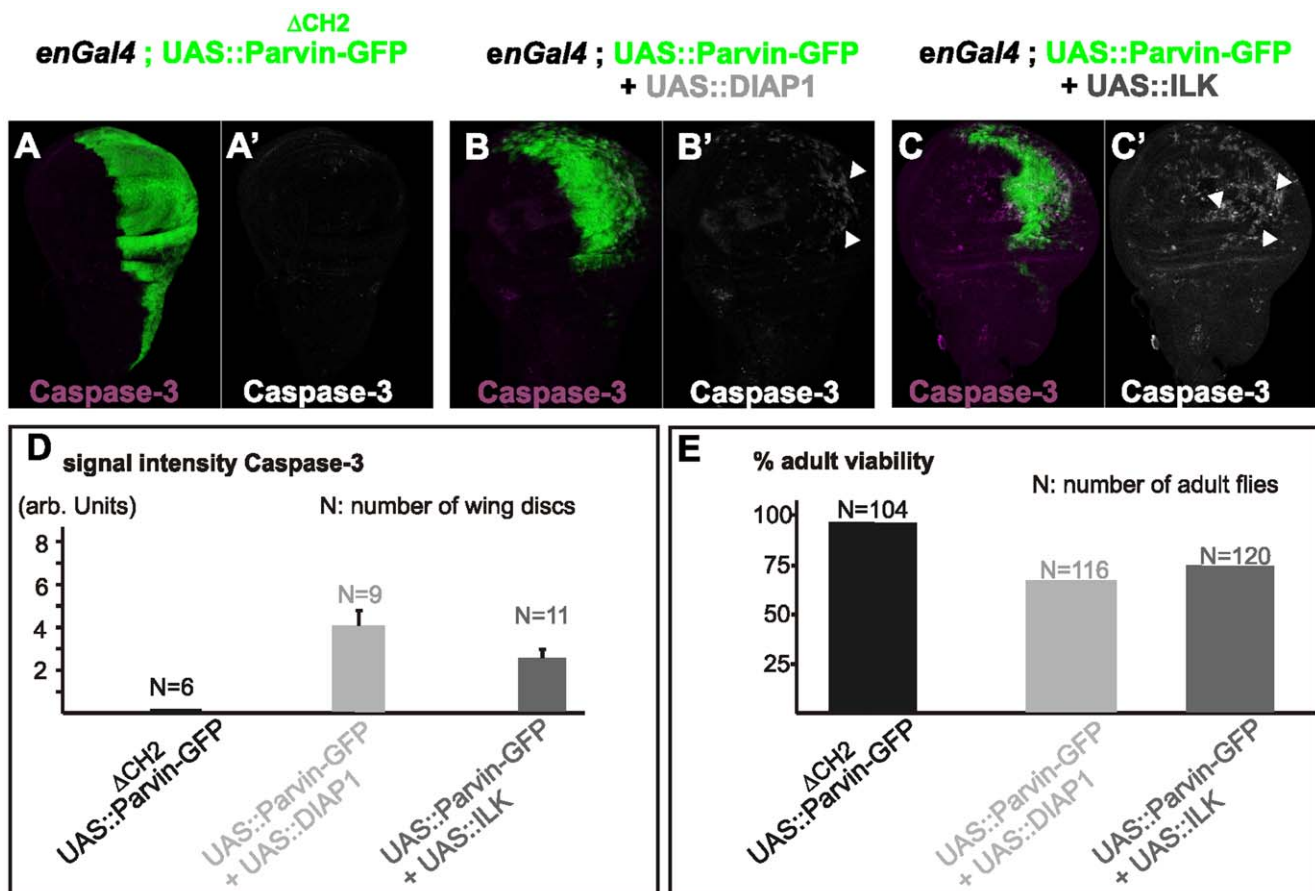 ΔCH2
enGal4 ; UAS::Parvin-GFP
enGal4 ; UAS::Parvin-GFP
+ UAS::DIAP1
enGal4 ; UAS::Parvin-GFP
+ UAS::ILK
A
A'
B
B'
C
C'
Caspase-3
Caspase-3
Caspase-3
Caspase-3
Caspase-3
Caspase-3
D
signal intensity Caspase-3
(arb. Units)
N: number of wing discs
8
6
4
2
N=6
N=9
N=11
ΔCH2
UAS::Parvin-GFP
UAS::Parvin-GFP
+ UAS::DIAP1
UAS::Parvin-GFP
+ UAS::ILK
E
% adult viability
N: number of adult flies
100
75
50
25
N=104
N=116
N=120
ΔCH2
UAS::Parvin-GFP
UAS::Parvin-GFP
+ UAS::DIAP1
UAS::Parvin-GFP
+ UAS::ILK